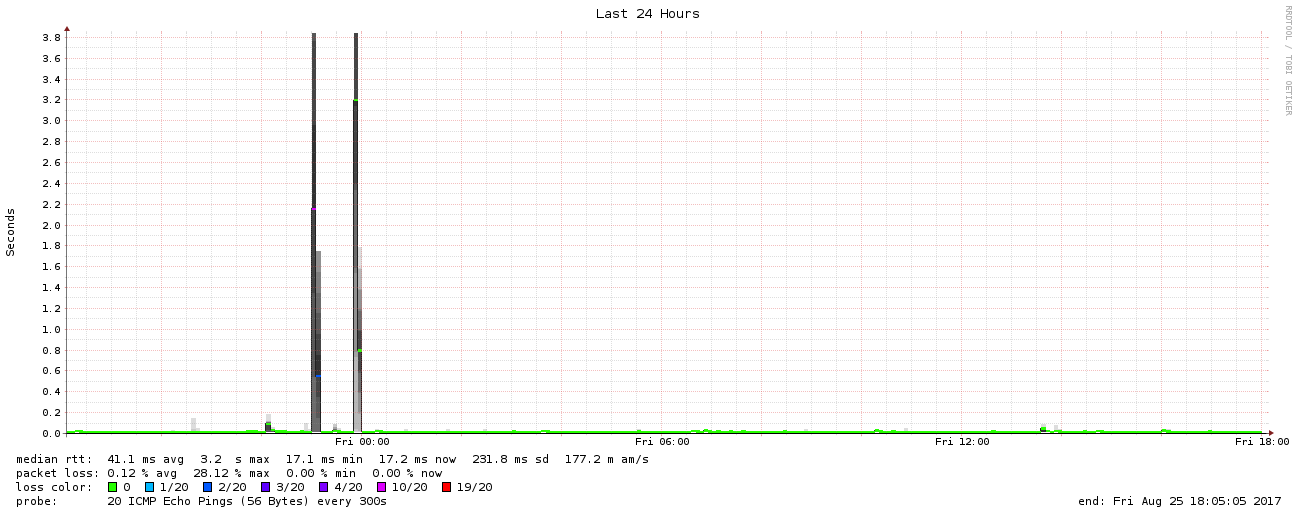 Last 24 Hours
RRDTOOL / TOBI OETIKER
Seconds
3.8
3.6
3.4
3.2
3.0
2.8
2.6
2.4
2.2
2.0
1.8
1.6
1.4
1.2
1.0
0.8
0.6
0.4
0.2
0.0
Fri 00:00 Fri 06:00 Fri 12:00 Fri 18:00
median rtt: 41.1 ms avg 3.2 s max 17.1 ms min 17.2 ms now 231.8 ms sd 177.2 m am/s
packet loss: 0.12 % avg 28.12 % max 0.00 % min 0.00 % now
loss color: 0 1/20 2/20 3/20 4/20 10/20 19/20
probe: 20 ICMP Echo Pings (56 Bytes) every 300s end: Fri Aug 25 18:05:05 2017